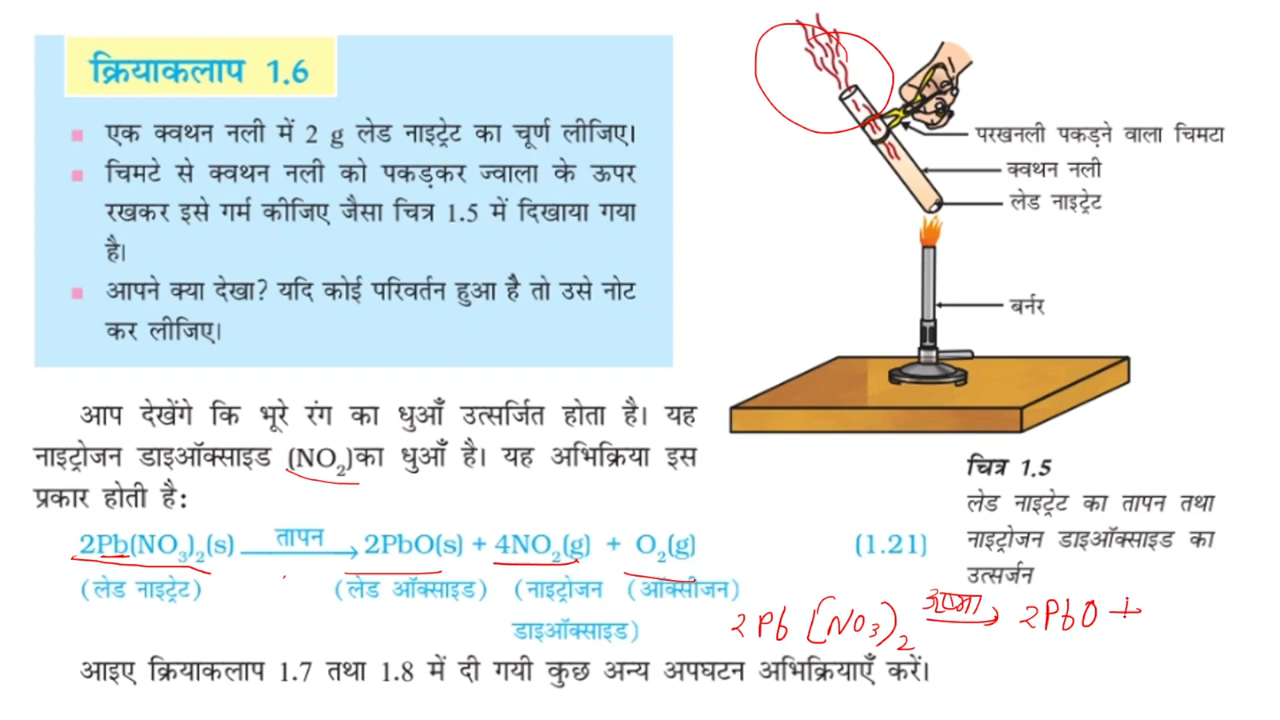 क्रियाकलाप 1.6
एक क्वथन नली में 2 g लेड नाइट्रेट का चूर्ण लीजिए।
चिमटे से क्वथन नली को पकड़कर ज्वाला के ऊपर
रखकर इसे गर्म कीजिए जैसा चित्र 1.5 में दिखाया गया
है।
आपने क्या देखा? यदि कोई परिवर्तन हुआ है तो उसे नोट
कर लीजिए।
परखनली पकड़ने वाला चिमटा
क्वथन नली
लेड नाइट्रेट
बर्नर
आप देखेंगे कि भूरे रंग का धुआँ उत्सर्जित होता है। यह
नाइट्रोजन डाइऑक्साइड (NO₂)का धुआँ है। यह अभिक्रिया इस
प्रकार होती है:
चित्र 1.5
लेड नाइट्रेट का तापन तथा
नाइट्रोजन डाइऑक्साइड का
उत्सर्जन
तापन
2Pb(NO₃)₂(s) ⟶ 2PbO(s) + 4NO₂(g) + O₂(g) (1.21)
(लेड नाइट्रेट) (लेड ऑक्साइड) (नाइट्रोजन (ऑक्सीजन)
डाइऑक्साइड)
ऊष्मा
2Pb(NO₃)₂ ⟶ 2PbO +
आइए क्रियाकलाप 1.7 तथा 1.8 में दी गयी कुछ अन्य अपघटन अभिक्रियाएँ करें।